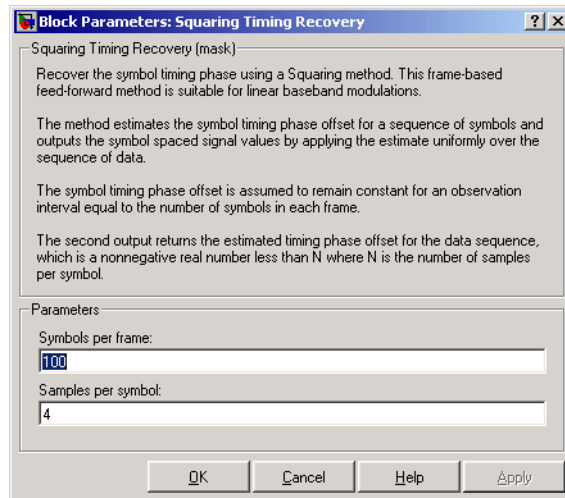 Block Parameters: Squaring Timing Recovery
Squaring Timing Recovery (mask)
Recover the symbol timing phase using a Squaring method. This frame-based
feed-forward method is suitable for linear baseband modulations.
The method estimates the symbol timing phase offset for a sequence of symbols and
outputs the symbol spaced signal values by applying the estimate uniformly over the
sequence of data.
The symbol timing phase offset is assumed to remain constant for an observation
interval equal to the number of symbols in each frame.
The second output returns the estimated timing phase offset for the data sequence,
which is a nonnegative real number less than N where N is the number of samples
per symbol.
Parameters
Symbols per frame:
100
Samples per symbol:
4
OK Cancel Help Apply